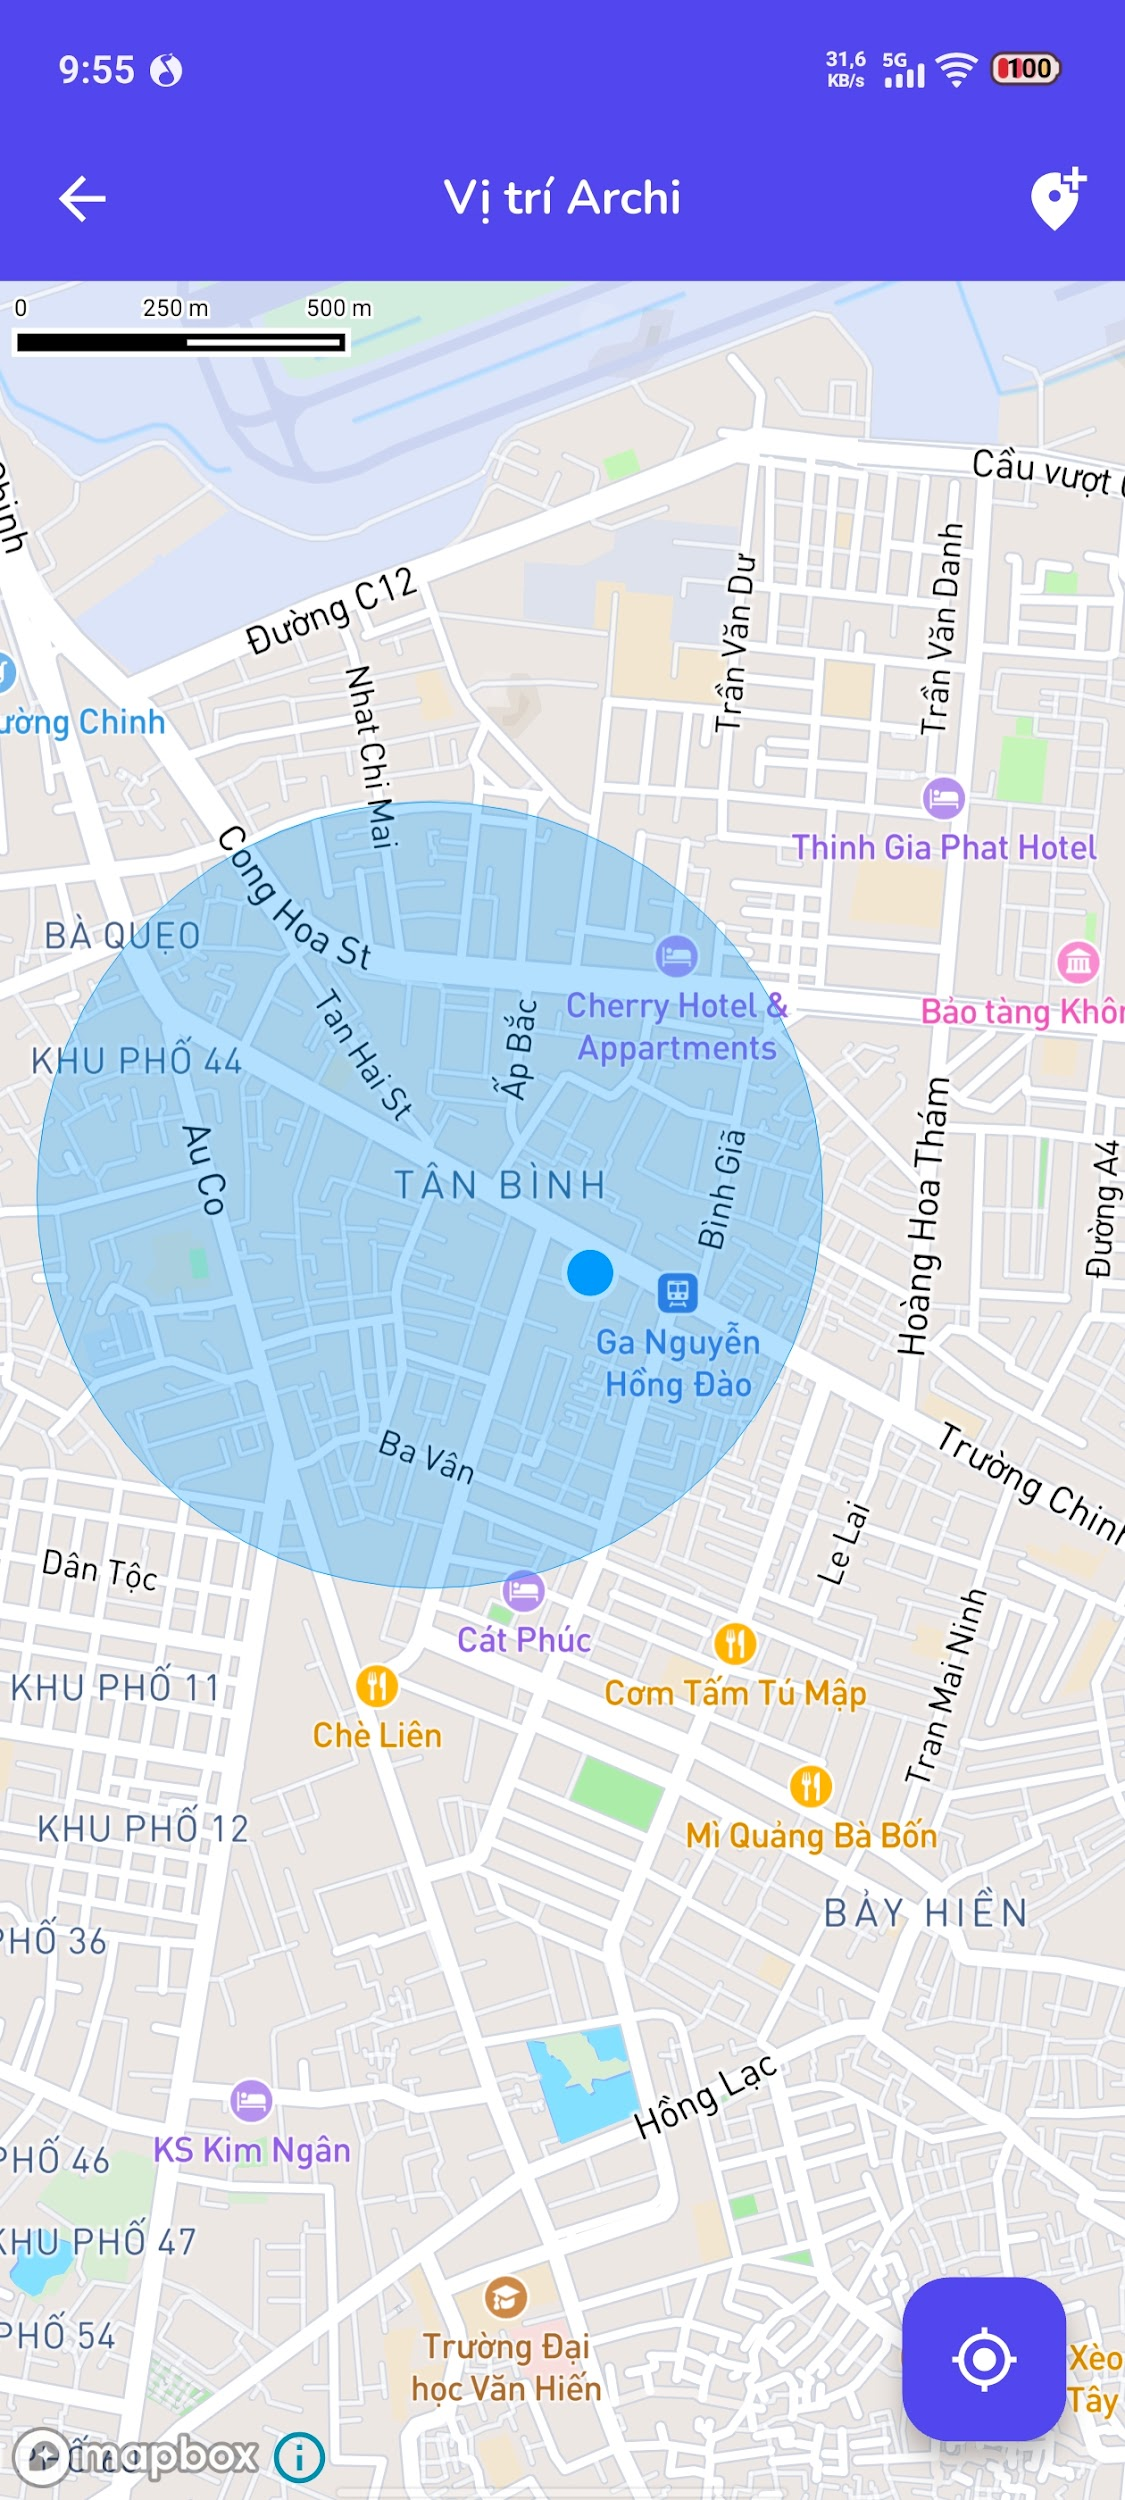 9:55
31,6
KB/s
5G
100
Vị trí Archi
0 250 m 500 m
Cầu vượt
Chinh
Đường C12
Trần Văn Dư
Trần Văn Danh
Nhat Chi Mai
ường Chinh
Thinh Gia Phat Hotel
Cong Hoa St
BÀ QUẸO
Cherry Hotel &
Appartments
Bảo tàng Khôn
KHU PHỐ 44
Tan Hai St
Ấp Bắc
Au Co
TÂN BÌNH
Bình Giã
Hoàng Hoa Thám
Đường A4
Ga Nguyễn
Hồng Đào
Ba Vân
Trường Chinh
Le Lai
Dân Tộc
Cát Phúc
KHU PHỐ 11
Cơm Tấm Tú Mập
Tran Mai Ninh
Chè Liên
KHU PHỐ 12
Mì Quảng Bà Bốn
BẢY HIỀN
PHỐ 36
Hồng Lạc
KS Kim Ngân
PHỐ 46
KHU PHỐ 47
PHỐ 54
Trường Đại
học Văn Hiến
Xèo
Tây
mapbox